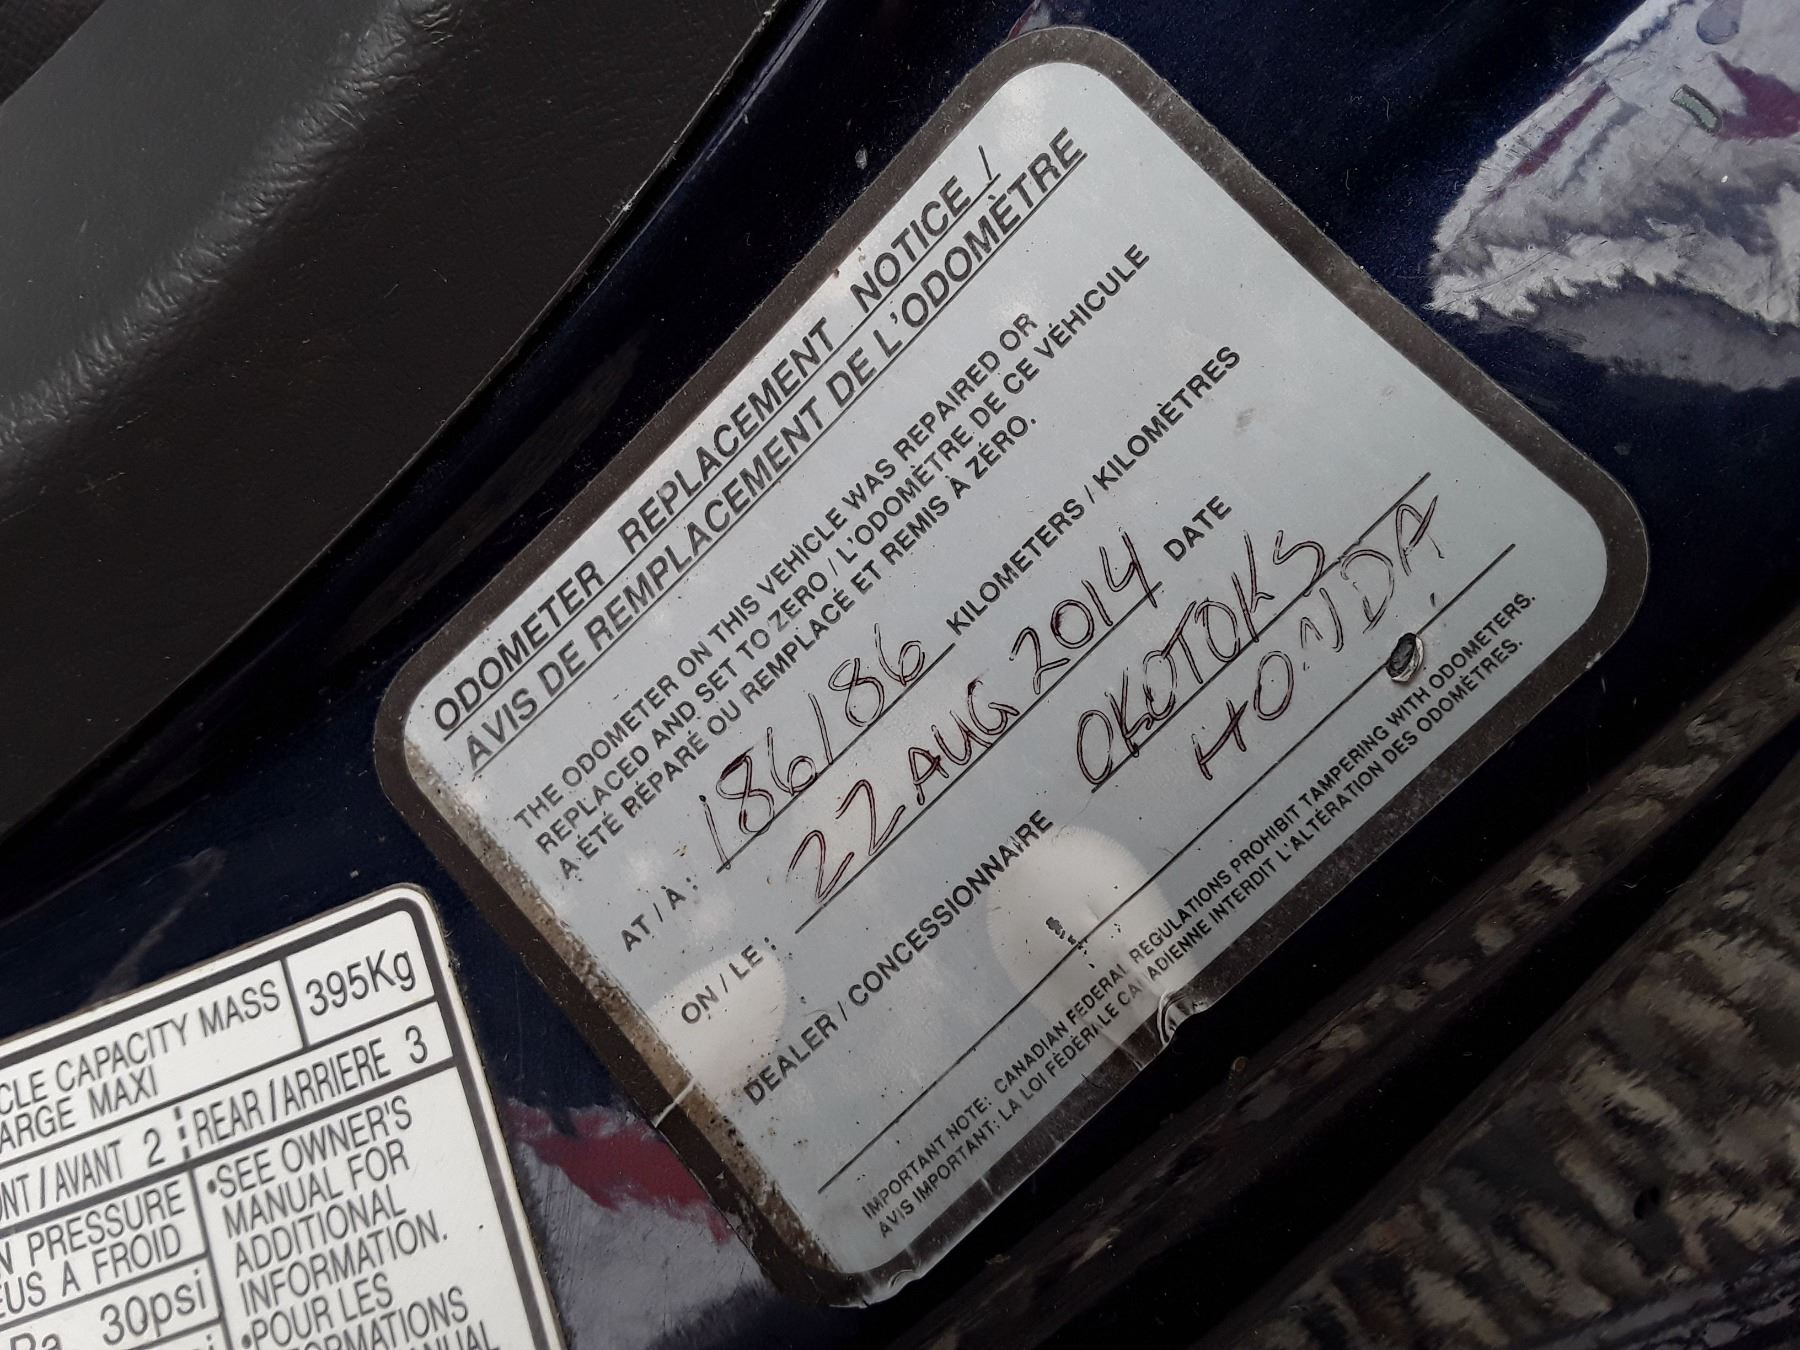 ODOMETER REPLACEMENT NOTICE /
AVIS DE REMPLACEMENT DE L'ODOMÈTRE
THE ODOMETER ON THIS VEHICLE WAS REPAIRED OR
REPLACED AND SET TO ZERO / L'ODOMÈTRE DE CE VÉHICULE
A ÉTÉ RÉPARÉ OU REMPLACÉ ET REMIS À ZÉRO.
AT / À : 186186 KILOMETERS / KILOMÈTRES
ON / LE : 22 AUG 2014 DATE
DEALER / CONCESSIONNAIRE OKOTOKS
HONDA
IMPORTANT NOTE: CANADIAN FEDERAL REGULATIONS PROHIBIT TAMPERING WITH ODOMETERS.
AVIS IMPORTANT: LA LOI FÉDÉRALE CANADIENNE INTERDIT L'ALTÉRATION DES ODOMÈTRES.
CAPACITY MASS 395Kg
MAXI
/ AVANT 2 REAR / ARRIERE 3
PRESSURE
A FROID
30psi
•SEE OWNER'S
MANUAL FOR
ADDITIONAL
INFORMATION.
•POUR LES